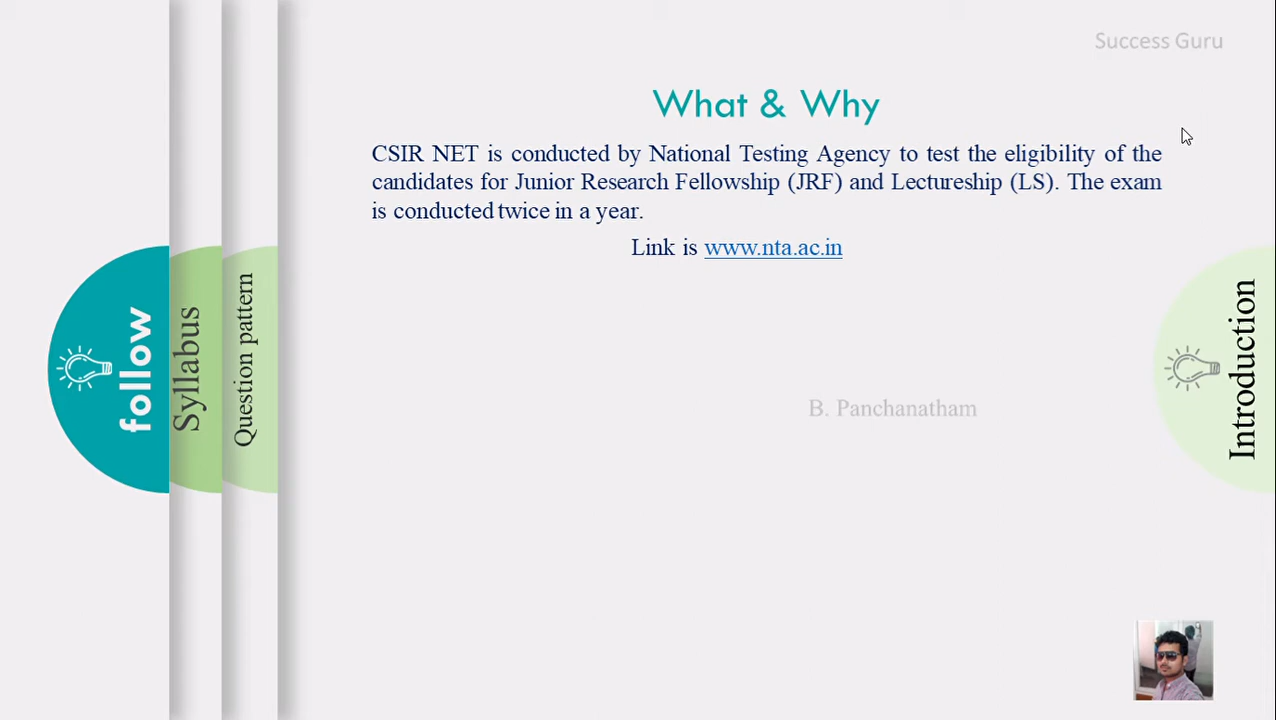 Success Guru
What & Why
CSIR NET is conducted by National Testing Agency to test the eligibility of the
candidates for Junior Research Fellowship (JRF) and Lectureship (LS). The exam
is conducted twice in a year.
Link is www.nta.ac.in
follow
Syllabus
Question pattern
B. Panchanatham
Introduction